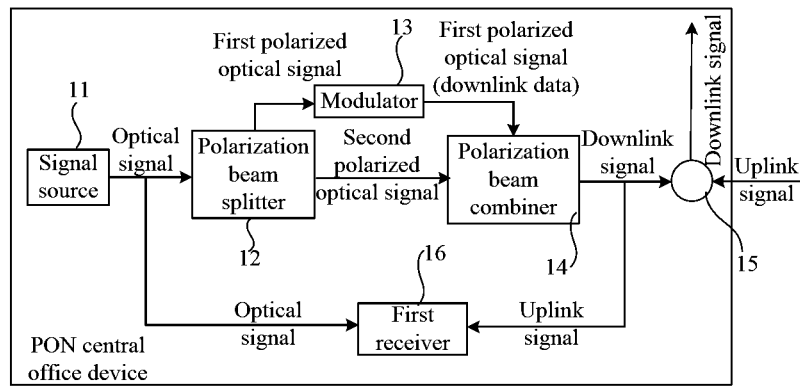 First polarized
optical signal
13
First polarized
optical signal
(downlink data)
Downlink signal
11
Modulator
Optical
signal
Signal
source
Polarization
beam
splitter
Second
polarized
optical signal
Polarization
beam
combiner
Downlink
signal
Uplink
signal
12
14
15
16
Optical
signal
First
receiver
Uplink
signal
PON central
office device